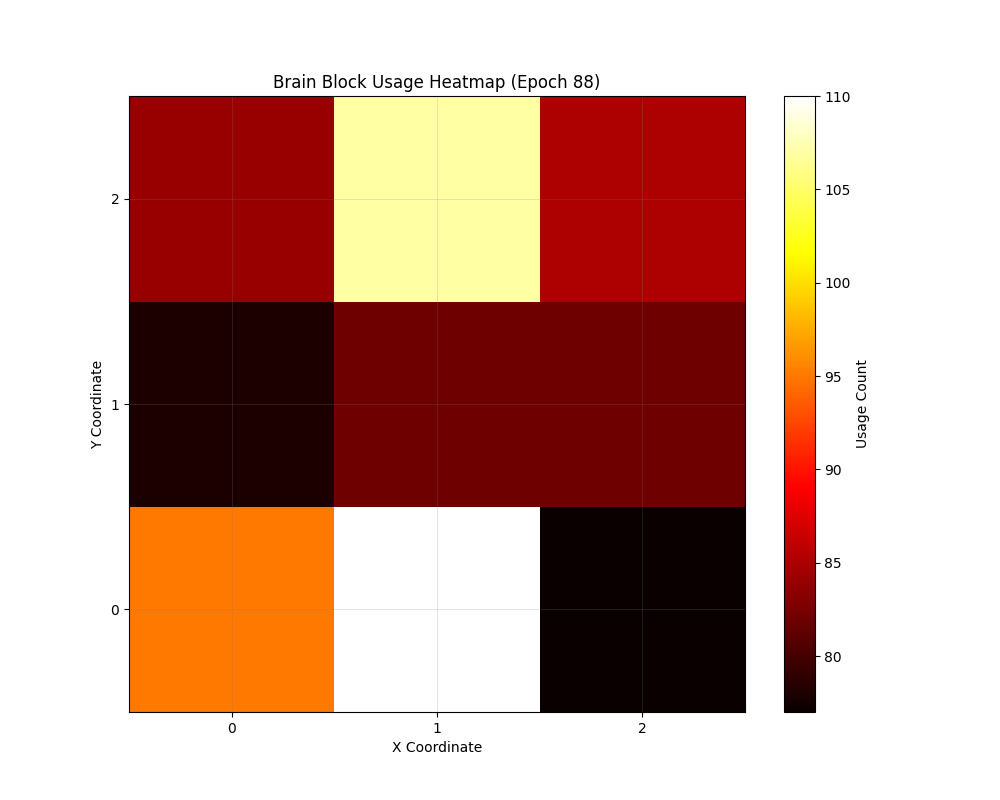 Brain Block Usage Heatmap (Epoch 88)
2
1
0
Y Coordinate
0 1 2
X Coordinate
110
105
100
95
90
85
80
Usage Count